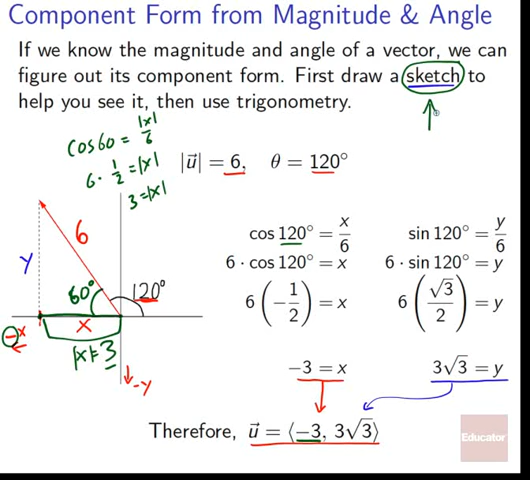 Component Form from Magnitude & Angle
If we know the magnitude and angle of a vector, we can
figure out its component form. First draw a sketch to
help you see it, then use trigonometry.
cos60 = |x|/6
6 · 1/2 = |x|
3 = |x|
|u⃗| = 6, θ = 120°
6
y
60°
120°
x
-x
|x| = 3
-y
cos 120° = x/6
6 · cos 120° = x
6(-1/2) = x
-3 = x
sin 120° = y/6
6 · sin 120° = y
6(√3/2) = y
3√3 = y
Therefore, u⃗ = ⟨-3, 3√3⟩
Educator